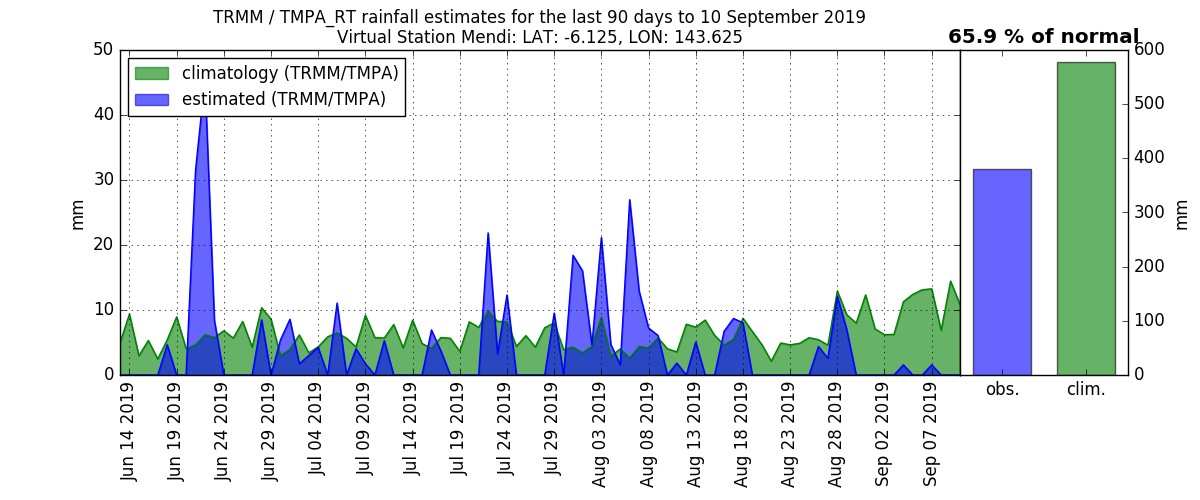 TRMM / TMPA_RT rainfall estimates for the last 90 days to 10 September 2019
Virtual Station Mendi: LAT: -6.125, LON: 143.625
65.9 % of normal
climatology (TRMM/TMPA)
estimated (TRMM/TMPA)
50
40
30
20
10
0
mm
Jun 14 2019
Jun 19 2019
Jun 24 2019
Jun 29 2019
Jul 04 2019
Jul 09 2019
Jul 14 2019
Jul 19 2019
Jul 24 2019
Jul 29 2019
Aug 03 2019
Aug 08 2019
Aug 13 2019
Aug 18 2019
Aug 23 2019
Aug 28 2019
Sep 02 2019
Sep 07 2019
600
500
400
300
200
100
0
mm
obs.
clim.